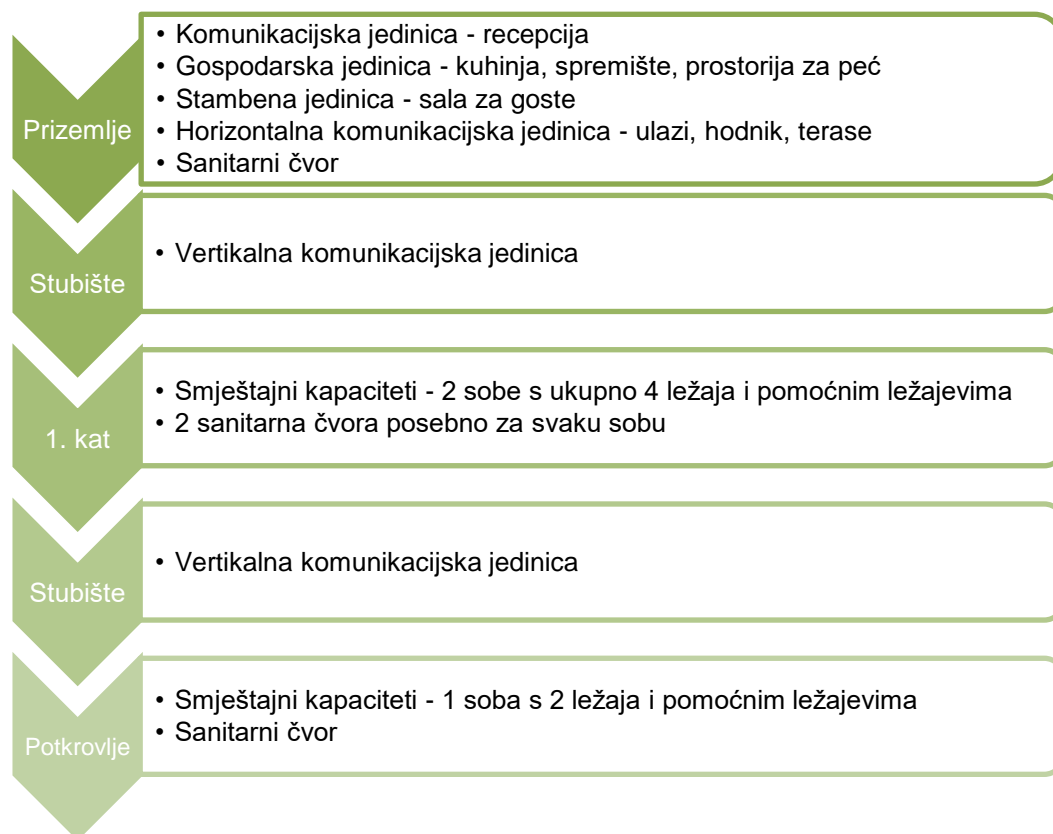 Prizemlje
• Komunikacijska jedinica - recepcija
• Gospodarska jedinica - kuhinja, spremište, prostorija za peć
• Stambena jedinica - sala za goste
• Horizontalna komunikacijska jedinica - ulazi, hodnik, terase
• Sanitarni čvor
Stubište
• Vertikalna komunikacijska jedinica
1. kat
• Smještajni kapaciteti - 2 sobe s ukupno 4 ležaja i pomoćnim ležajevima
• 2 sanitarna čvora posebno za svaku sobu
Stubište
• Vertikalna komunikacijska jedinica
Potkrovlje
• Smještajni kapaciteti - 1 soba s 2 ležaja i pomoćnim ležajevima
• Sanitarni čvor